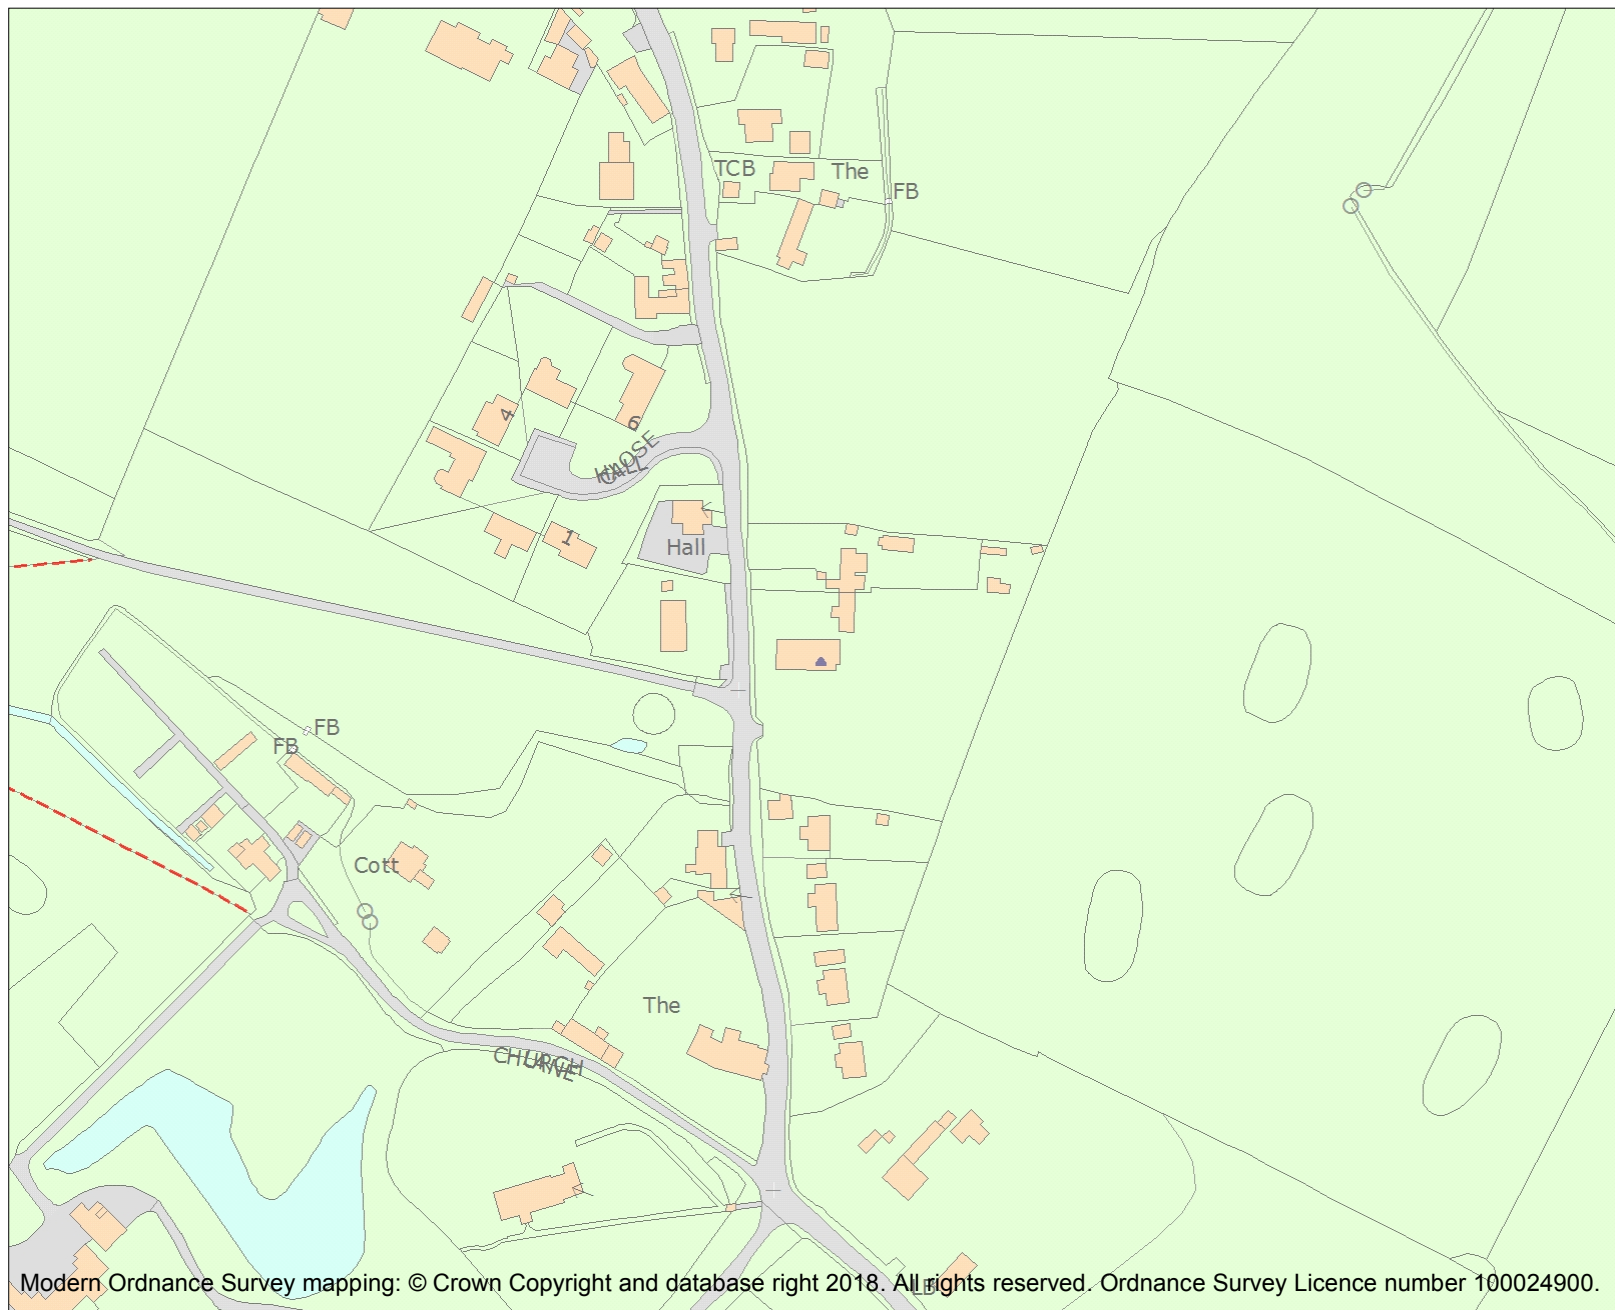 TCB
The
FB
4
6
HALL
CLOSE
1
Hall
FB
FB
Cott
The
CHURCH
LANE
LB
Modern Ordnance Survey mapping: © Crown Copyright and database right 2018. All rights reserved. Ordnance Survey Licence number 100024900.